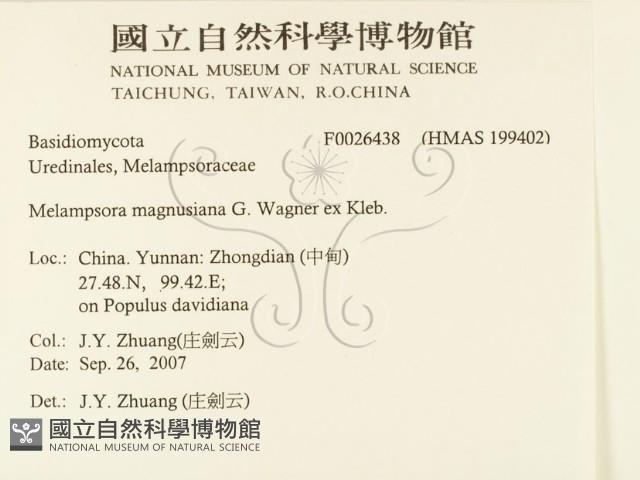 國立自然科學博物館
NATIONAL MUSEUM OF NATURAL SCIENCE
TAICHUNG, TAIWAN, R.O.CHINA
Basidiomycota F0026438 (HMAS 199402)
Uredinales, Melampsoraceae
Melampsora magnusiana G. Wagner ex Kleb.
Loc.: China. Yunnan: Zhongdian (中甸)
27.48.N, 99.42.E;
on Populus davidiana
Col.: J.Y. Zhuang(庄劍云)
Date: Sep. 26, 2007
Det.: J.Y. Zhuang (庄劍云)
國立自然科學博物館
NATIONAL MUSEUM OF NATURAL SCIENCE